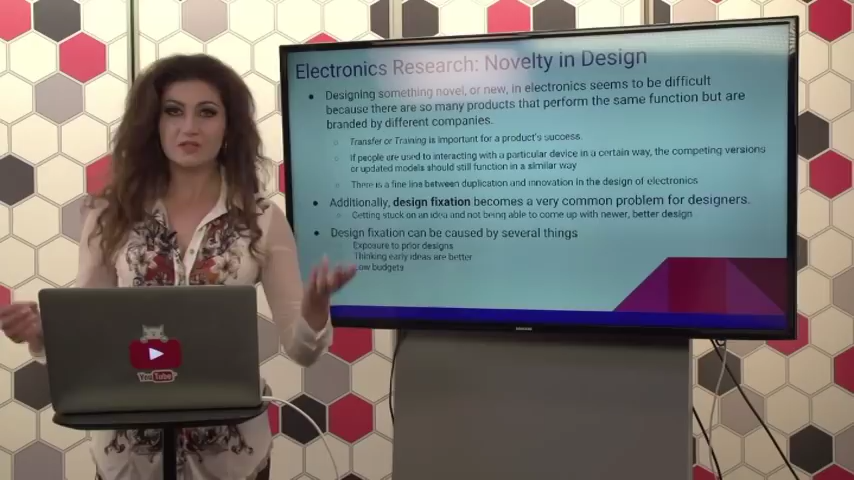 Electronics Research: Novelty in Design
● Designing something novel, or new, in electronics seems to be difficult
because there are so many products that perform the same function but are
branded by different companies.
○ Transfer or Training is important for a product's success.
○ If people are used to interacting with a particular device in a certain way, the competing versions
or updated models should still function in a similar way
○ There is a fine line between duplication and innovation in the design of electronics
● Additionally, design fixation becomes a very common problem for designers.
○ Getting stuck on an idea and not being able to come up with newer, better design
● Design fixation can be caused by several things
Exposure to prior designs
Thinking early ideas are better
Low budgets
YouTube
SAMSUNG